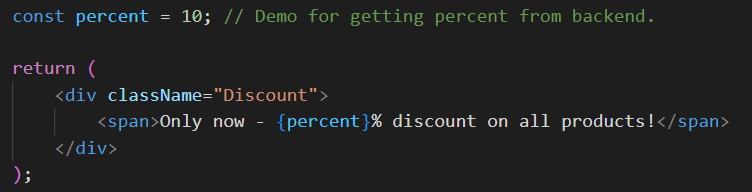 const percent = 10; // Demo for getting percent from backend.
return (
<div className="Discount">
<span>Only now - {percent}% discount on all products!</span>
</div>
);